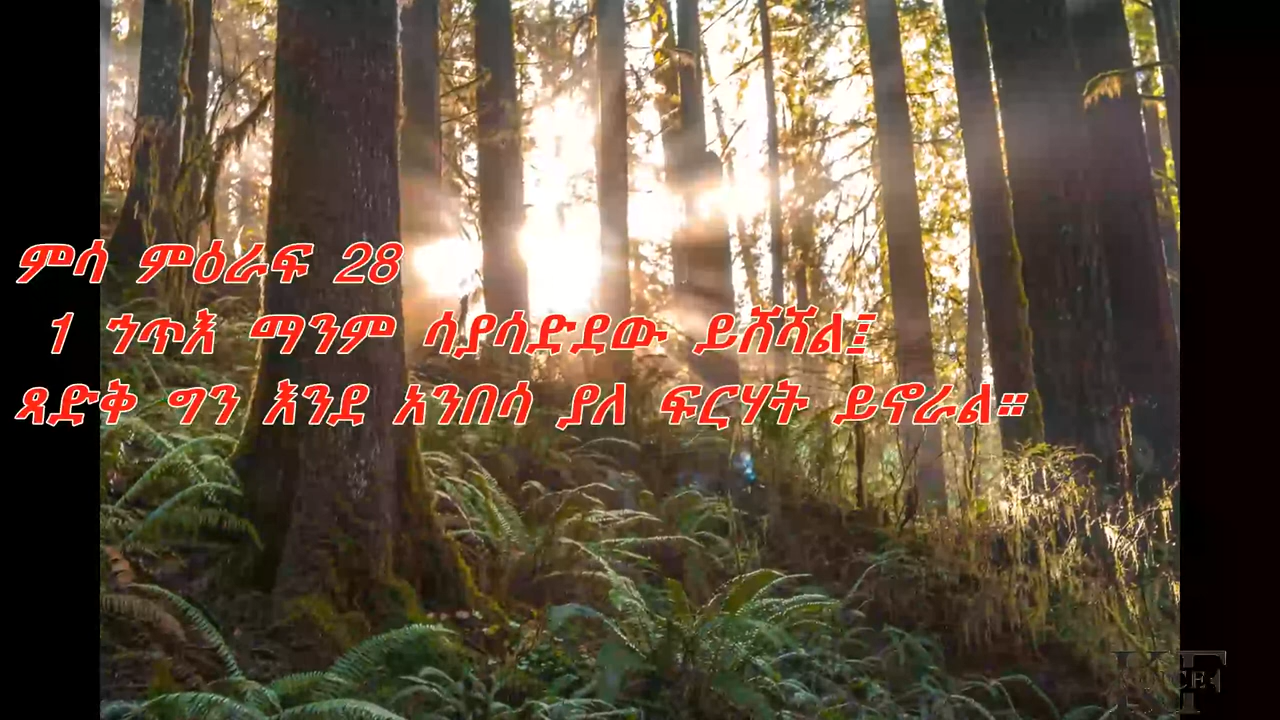 ምሳ ምዕራፍ 28
1 ኀጥእ ማንም ሳያሳድደው ይሸሻል፤
ጻድቅ ግን እንደ አንበሳ ያለ ፍርሃት ይኖራል።